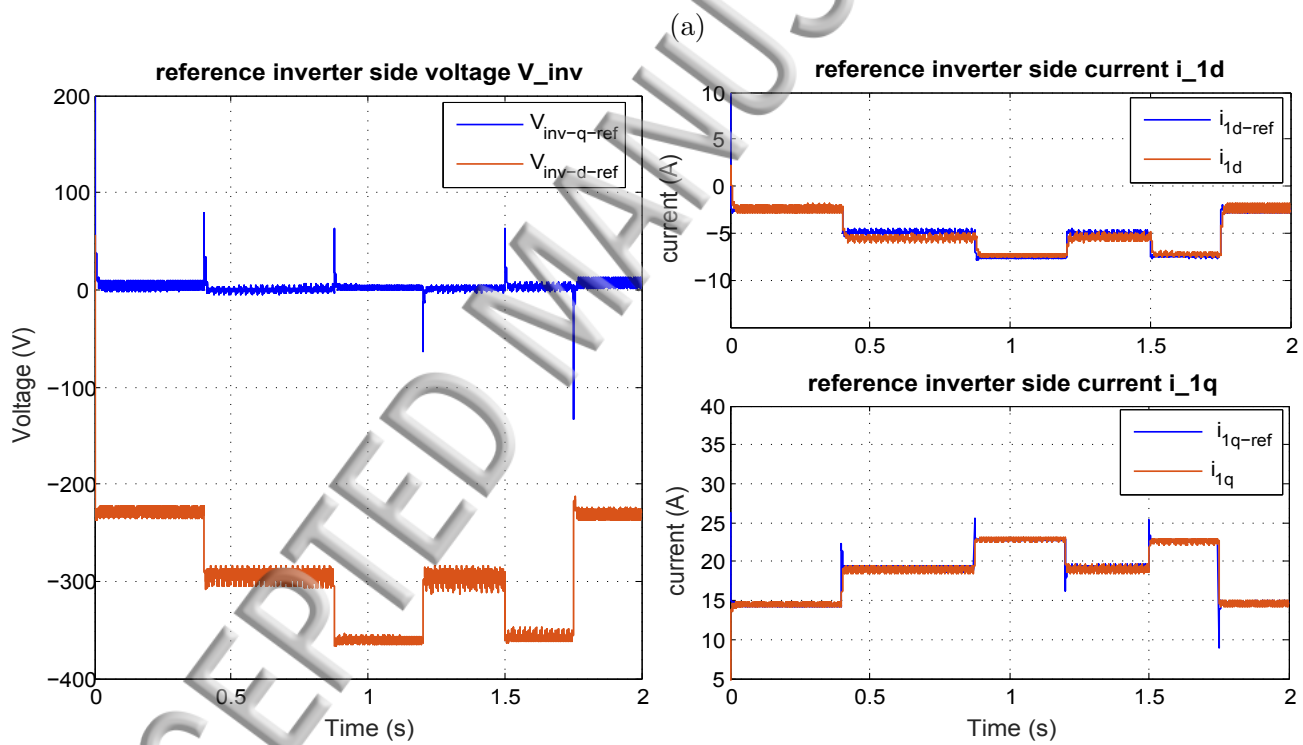 (a)
reference inverter side voltage V_inv
200
100
0
−100
−200
−300
−400
Voltage (V)
V_inv−q−ref
V_inv−d−ref
0 0.5 1 1.5 2
Time (s)
reference inverter side current i_1d
10
5
0
−5
−10
current (A)
i_1d−ref
i_1d
0 0.5 1 1.5 2
reference inverter side current i_1q
40
35
30
25
20
15
10
5
current (A)
i_1q−ref
i_1q
0 0.5 1 1.5 2
Time (s)
CEPTED MANUS